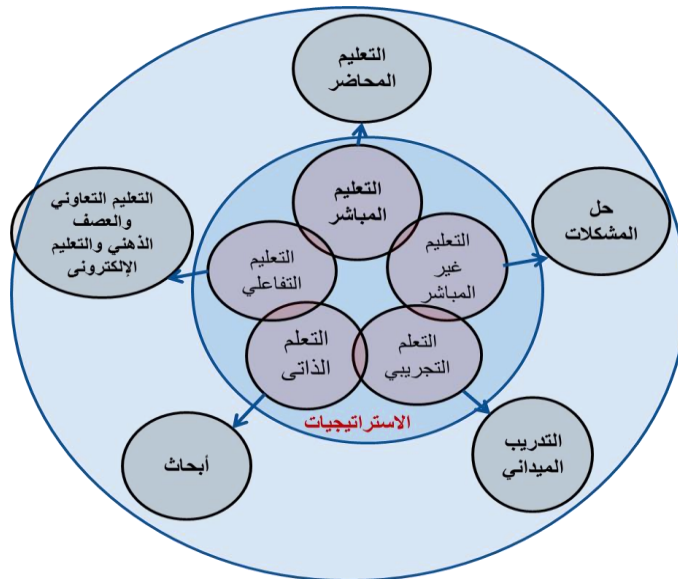 التعليم
المحاضر
التعليم
المباشر
حل
المشكلات
التعليم
غير
المباشر
التعليم التعاوني
والعصف
الذهني والتعليم
الإلكترونى
التعليم
التفاعلي
التعلم
الذاتى
التعلم
التجريبي
الاستراتيجيات
أبحاث
التدريب
الميداني